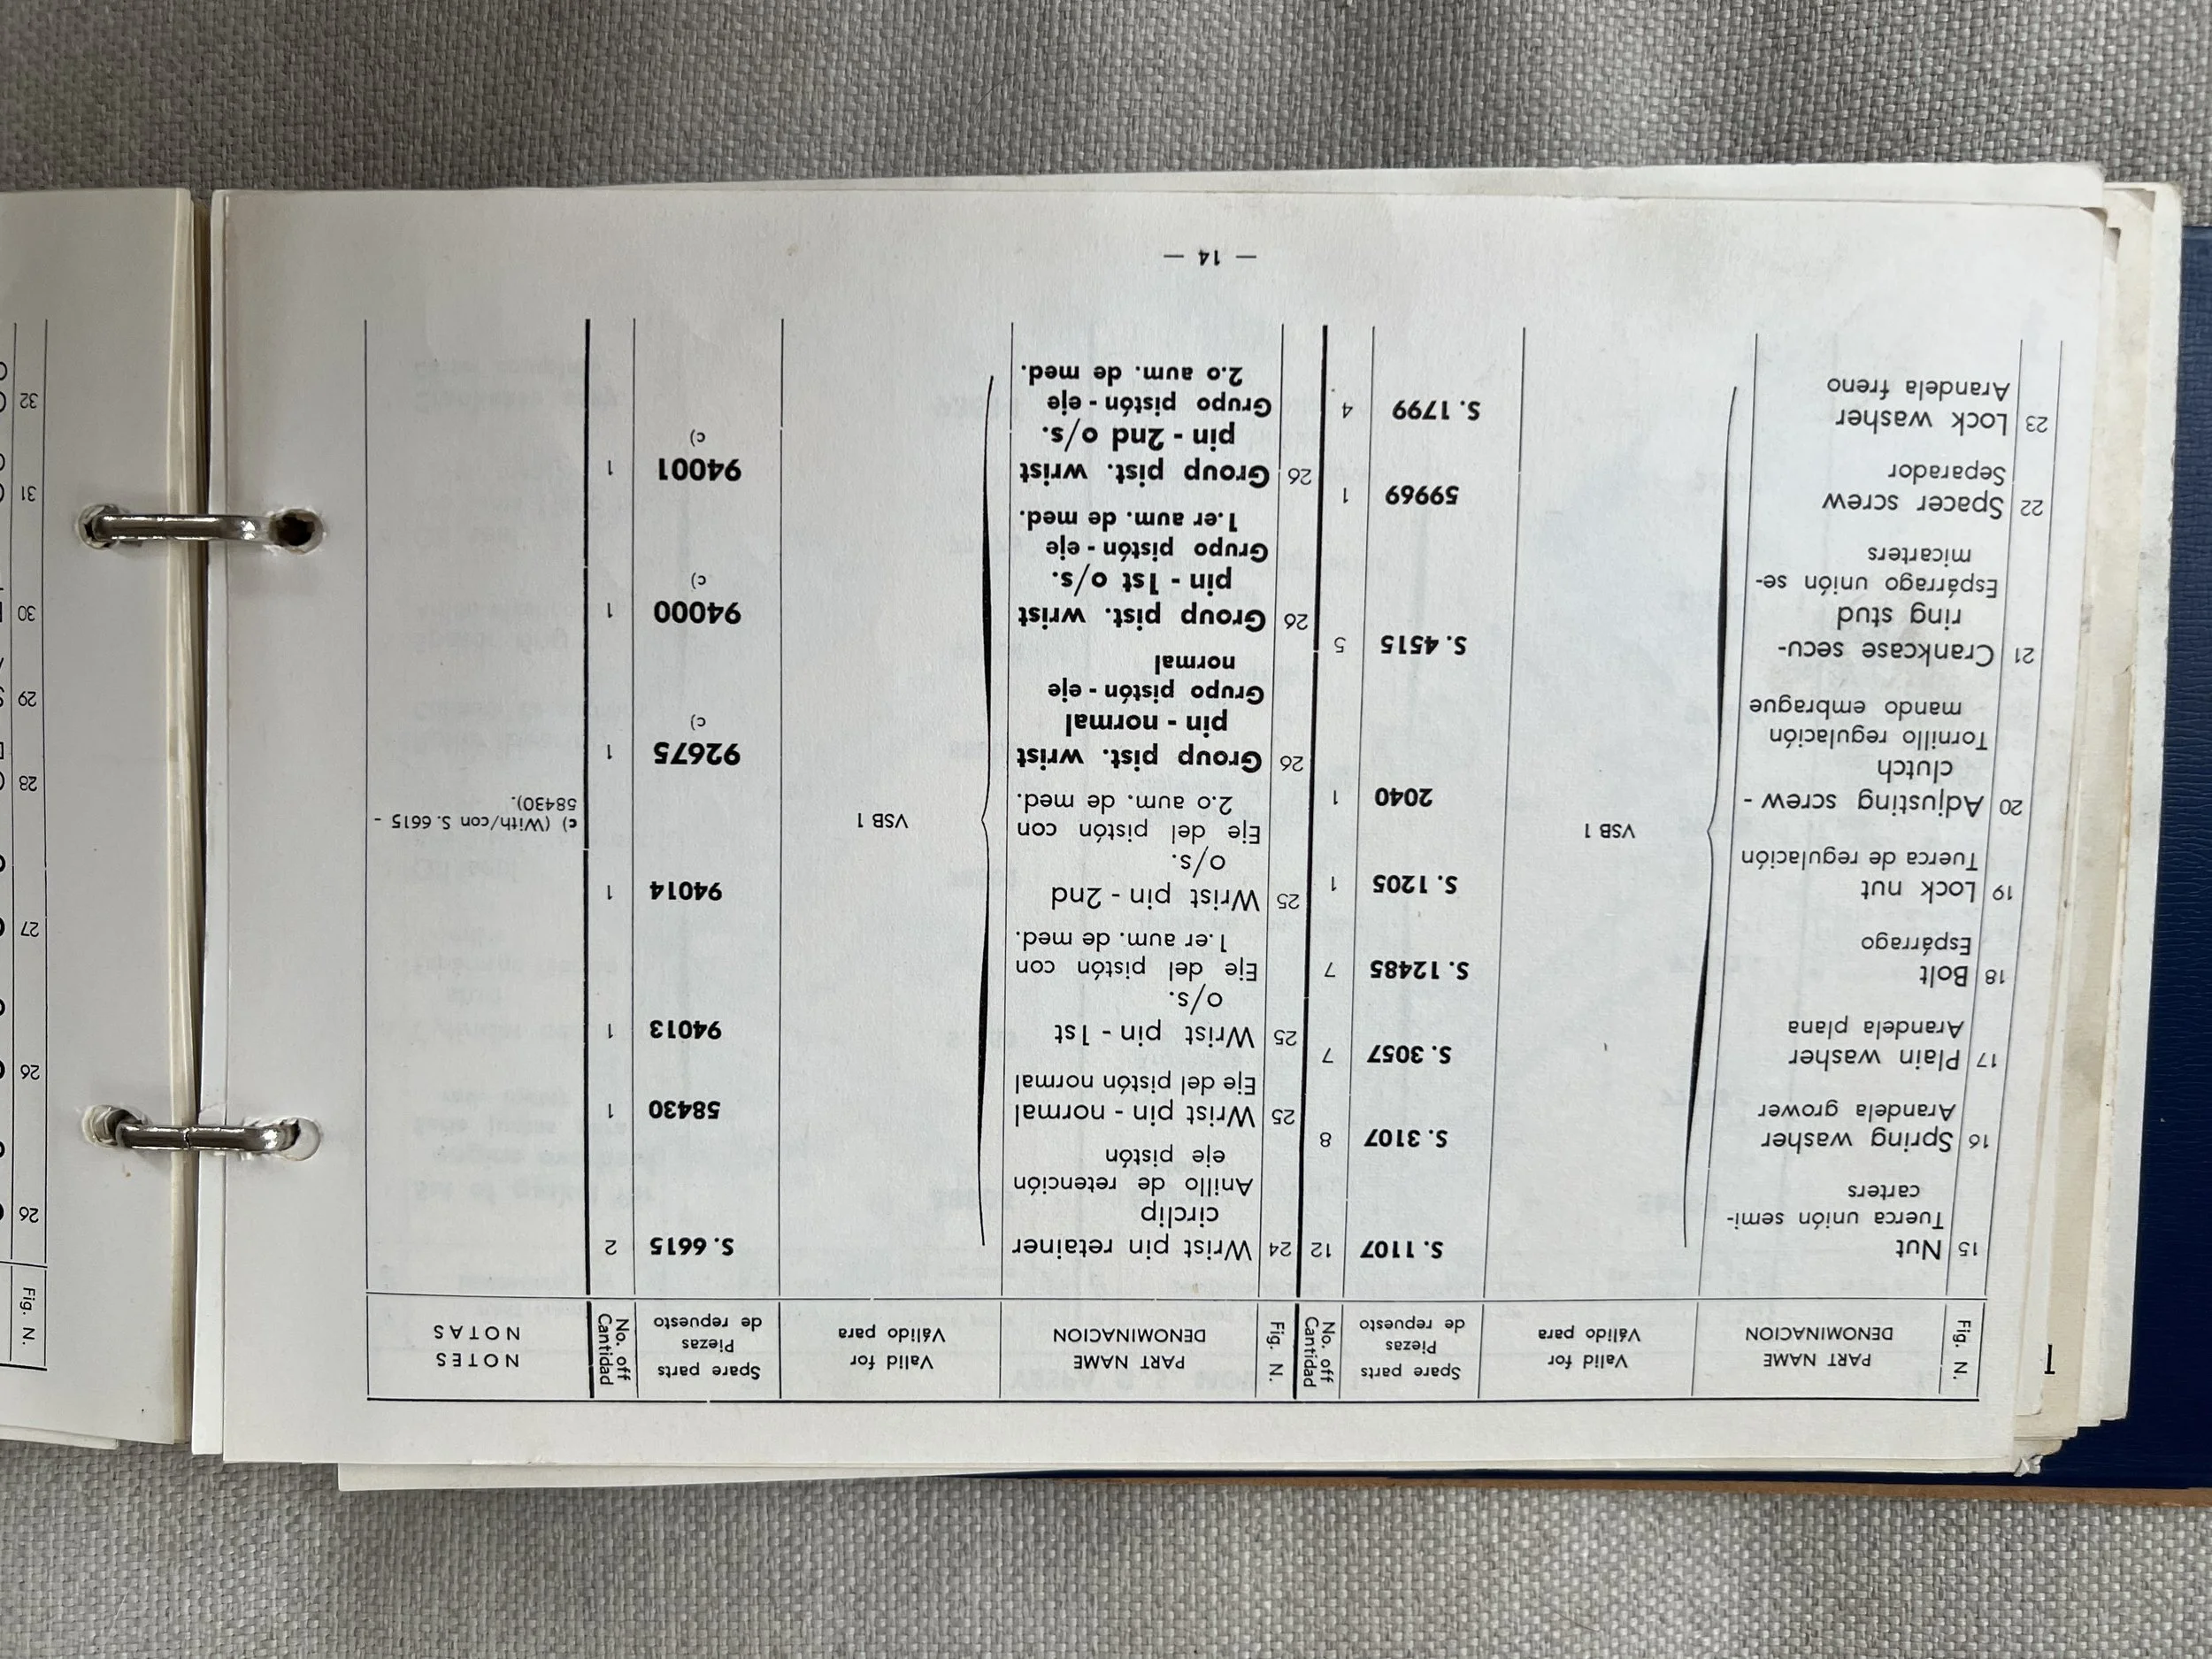 Fig. N.
PART NAME
DENOMINACION
Valid for
Válido para
Spare parts
Piezas
de repuesto
No. off
Cantidad
15 Nut S. 1107 12
Tuerca unión semi-
carters
16 Spring washer S. 3107 8
Arandela grower
17 Plain washer S. 3057 7
Arandela plana
18 Bolt S. 12485 7
Espárrago
19 Lock nut S. 1205 1
Tuerca de regulación
VSB 1
20 Adjusting screw - 2040 1
clutch
Tornillo regulación
mando embrague
21 Crankcase secu- S. 4515 5
ring stud
Espárrago unión se-
micarters
22 Spacer screw 59969 1
Separador
23 Lock washer S. 1799 4
Arandela freno
Fig. N.
PART NAME
DENOMINACION
Valid for
Válido para
Spare parts
Piezas
de repuesto
No. off
Cantidad
NOTES
NOTAS
24 Wrist pin retainer S. 6615 2
circlip
Anillo de retención
eje pistón
25 Wrist pin - normal 58430 1
Eje del pistón normal
25 Wrist pin - 1st 94013 1
o/s.
Eje del pistón con
1.er aum. de med.
25 Wrist pin - 2nd 94014 1
o/s.
Eje del pistón con
2.o aum. de med.
VSB 1
c) (With/con S. 6615 -
58430).
26 Group pist. wrist 92675 1
pin - normal c)
Grupo pistón - eje
normal
26 Group pist. wrist 94000 1
pin - 1st o/s. c)
Grupo pistón - eje
1.er aum. de med.
26 Group pist. wrist 94001 1
pin - 2nd o/s. c)
Grupo pistón - eje
2.o aum. de med.
— 14 —
Fig. N.
26
26
27
28
29
30
31
32